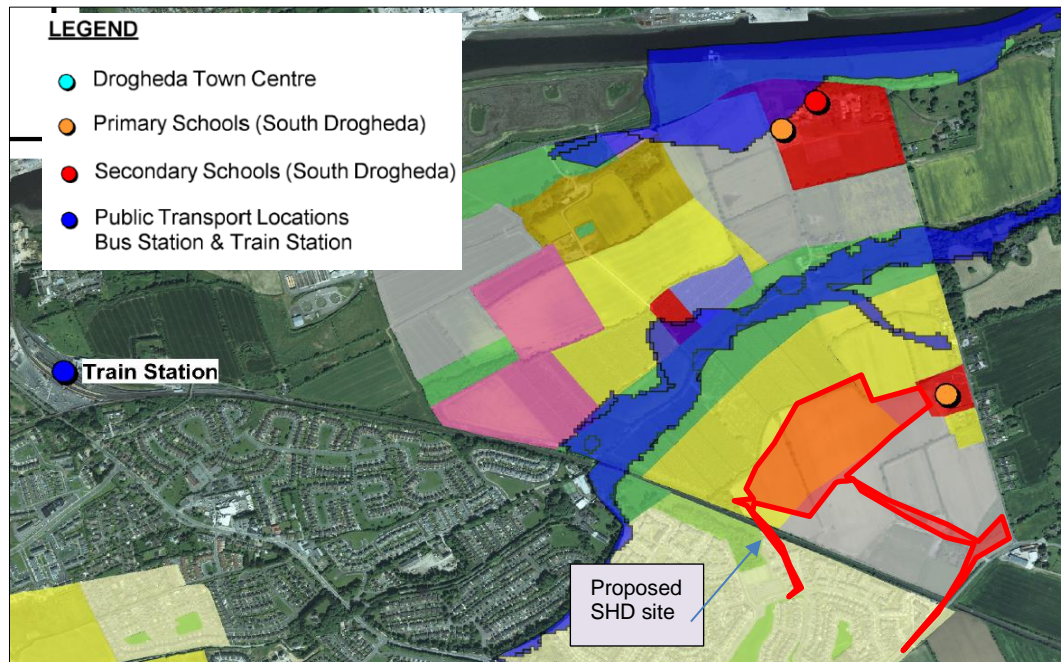 LEGEND
Drogheda Town Centre
Primary Schools (South Drogheda)
Secondary Schools (South Drogheda)
Public Transport Locations
Bus Station & Train Station
Train Station
Proposed
SHD site